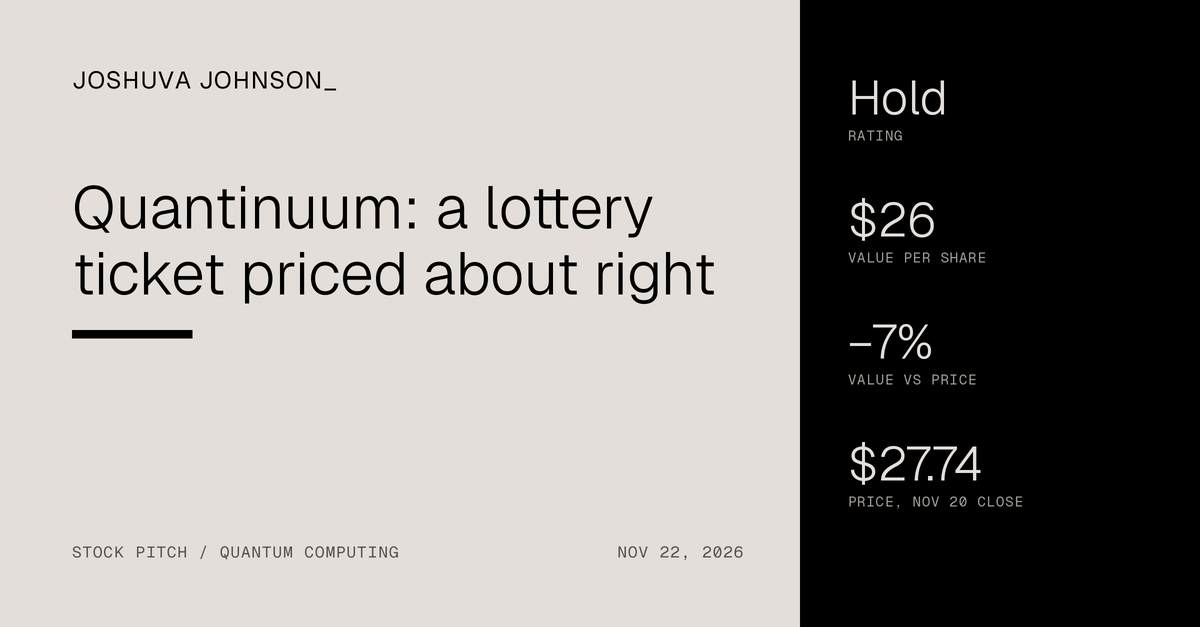 JOSHUVA JOHNSON_
Quantinuum: a lottery
ticket priced about right
STOCK PITCH / QUANTUM COMPUTING
NOV 22, 2026
Hold
RATING
$26
VALUE PER SHARE
–7%
VALUE VS PRICE
$27.74
PRICE, NOV 20 CLOSE